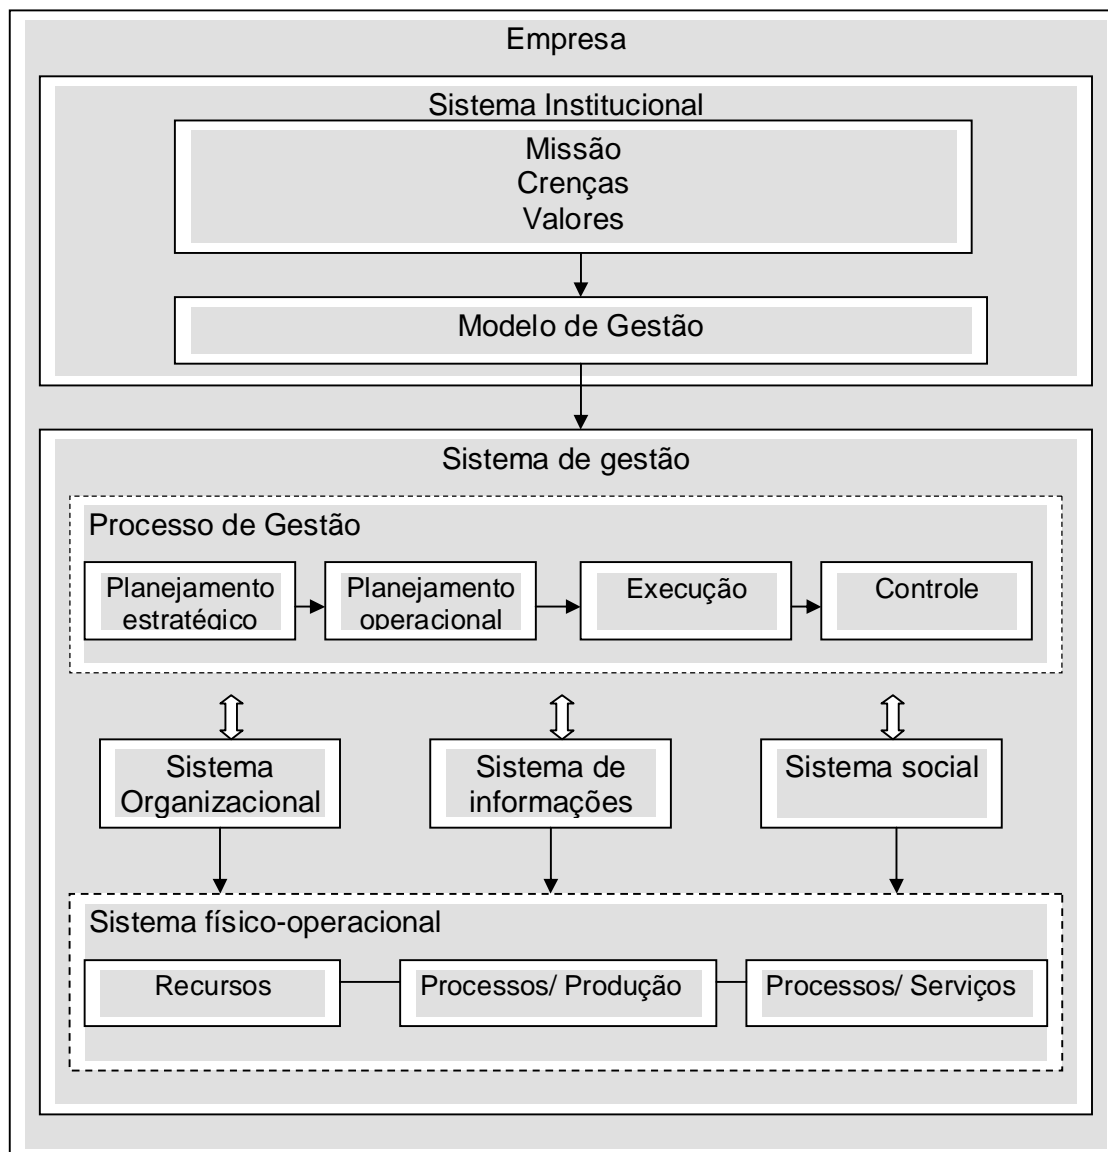 Empresa
Sistema Institucional
Missão
Crenças
Valores
Modelo de Gestão
Sistema de gestão
Processo de Gestão
Planejamento
estratégico
Planejamento
operacional
Execução
Controle
Sistema
Organizacional
Sistema de
informações
Sistema social
Sistema físico-operacional
Recursos
Processos/ Produção
Processos/ Serviços